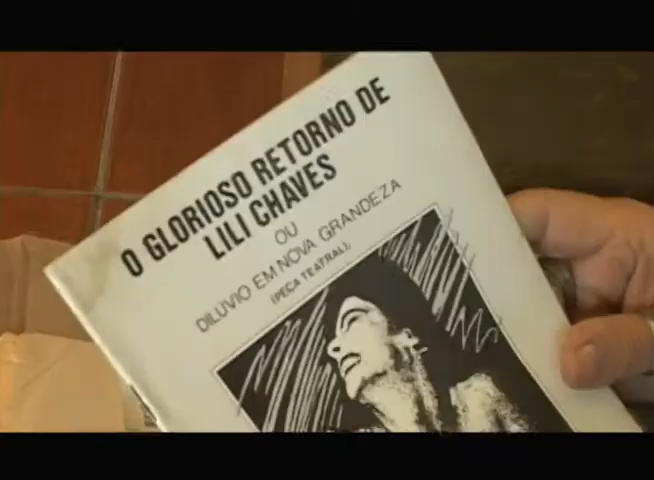 O GLORIOSO RETORNO DE
LILI CHAVES
OU
DILUVIO EM NOVA GRANDEZA
(PEÇA TEATRAL)